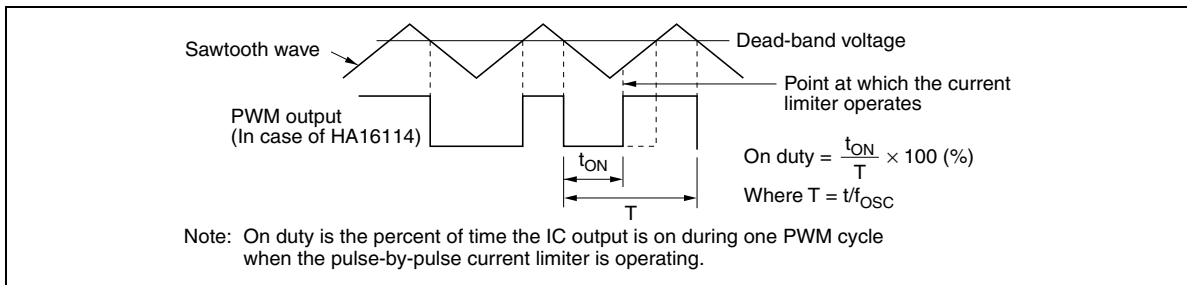 Sawtooth wave
Dead-band voltage
Point at which the current
limiter operates
PWM output
(In case of HA16114)
tON
T
On duty = tON/T × 100 (%)
Where T = t/fOSC
Note: On duty is the percent of time the IC output is on during one PWM cycle
when the pulse-by-pulse current limiter is operating.